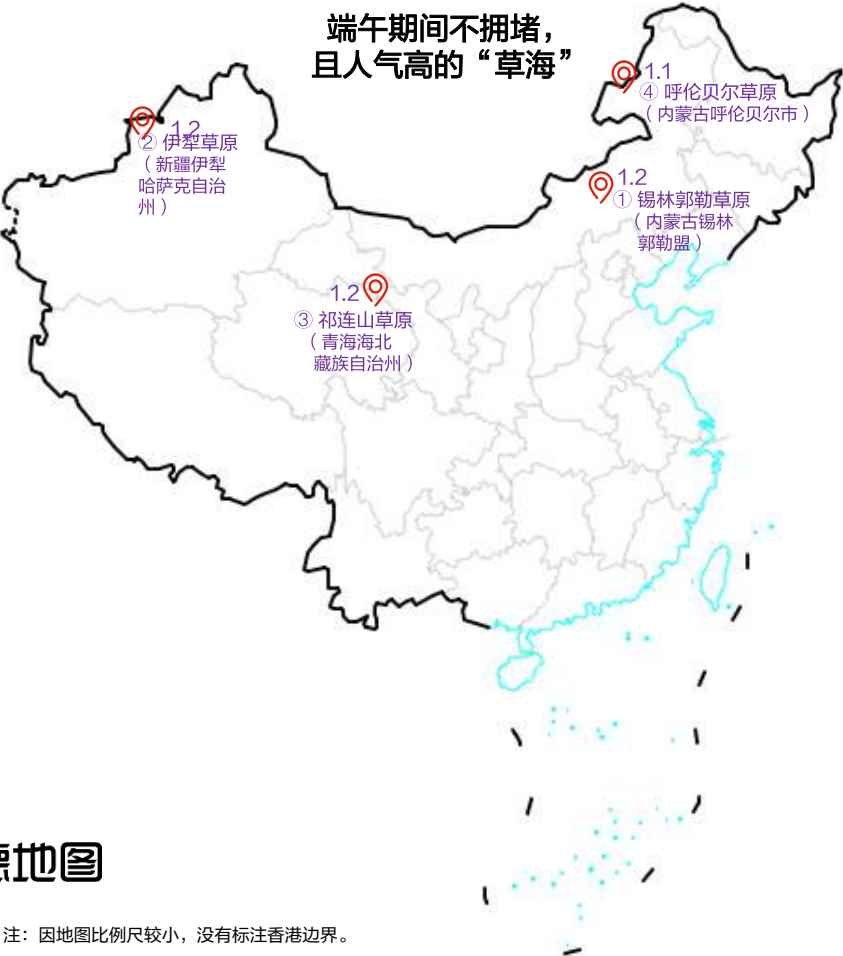 端午期间不拥堵，
且人气高的“草海”
1.1
④ 呼伦贝尔草原
（内蒙古呼伦贝尔市）
1.2
② 伊犁草原
（新疆伊犁
哈萨克自治
州）
1.2
① 锡林郭勒草原
（内蒙古锡林
郭勒盟）
1.2
③ 祁连山草原
（青海海北
藏族自治州）
德地图
注：因地图比例尺较小，没有标注香港边界。